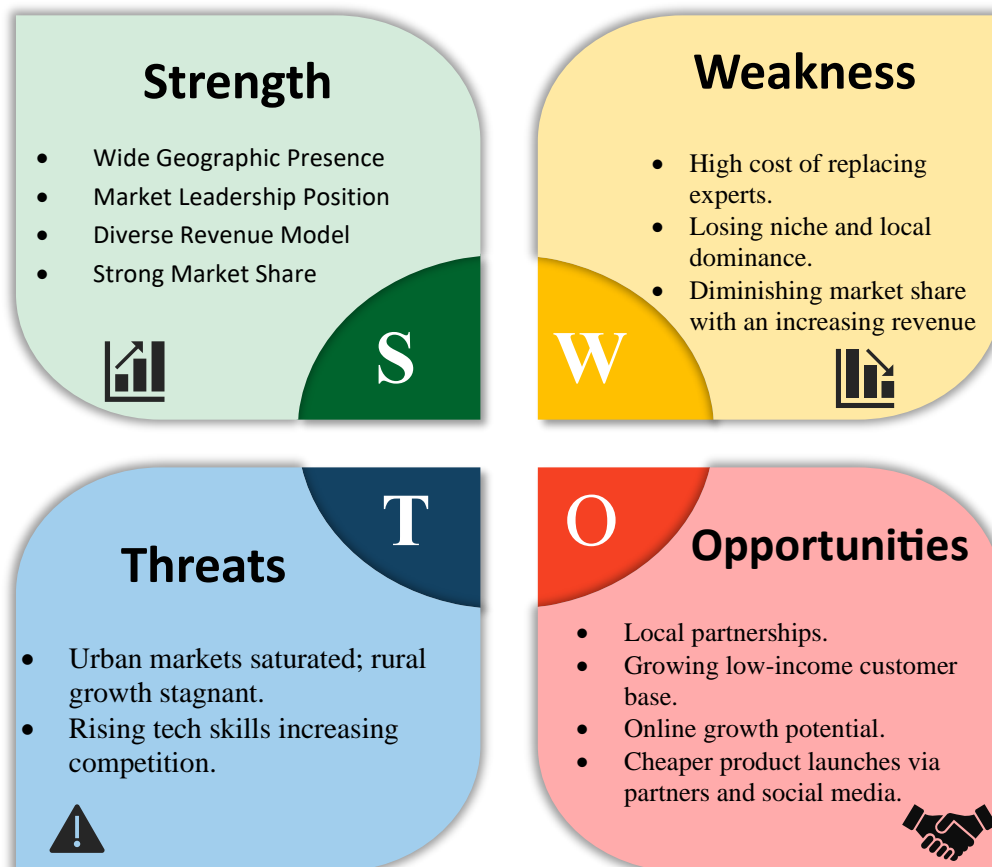 Strength
• Wide Geographic Presence
• Market Leadership Position
• Diverse Revenue Model
• Strong Market Share
S
Weakness
• High cost of replacing
experts.
• Losing niche and local
dominance.
• Diminishing market share
with an increasing revenue
W
T
Threats
• Urban markets saturated; rural
growth stagnant.
• Rising tech skills increasing
competition.
O
Opportunities
• Local partnerships.
• Growing low-income customer
base.
• Online growth potential.
• Cheaper product launches via
partners and social media.